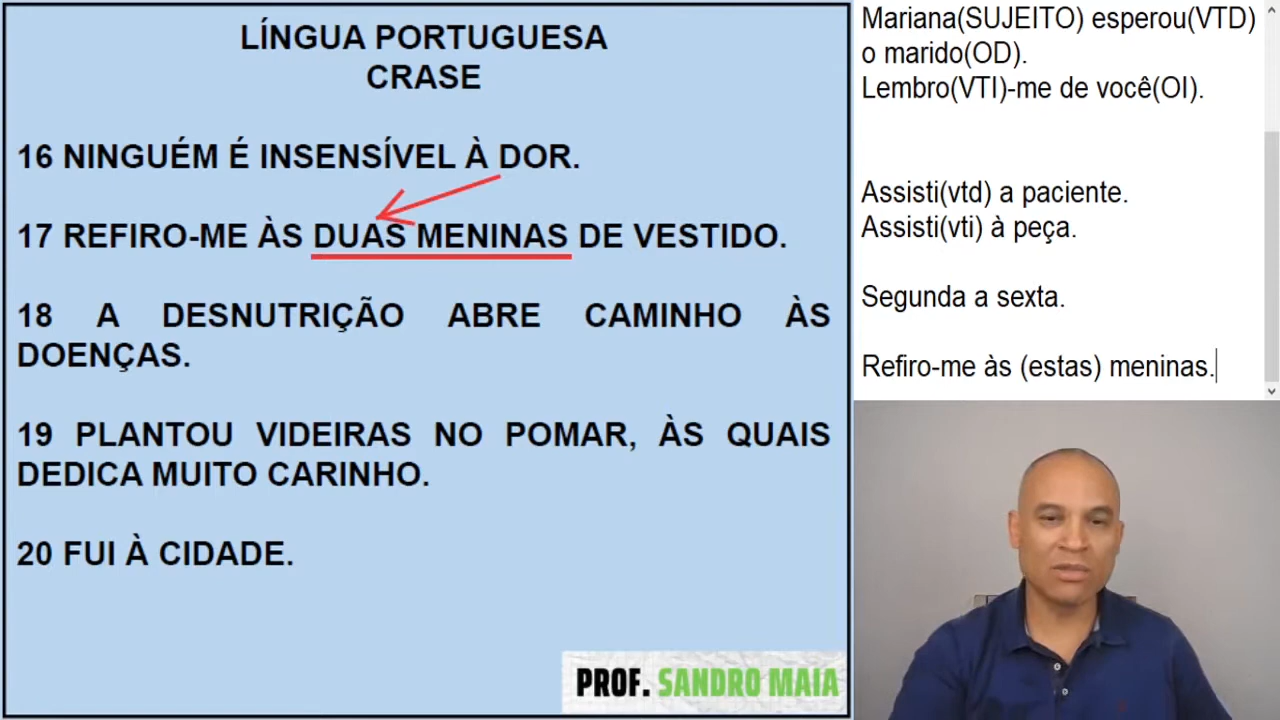 LÍNGUA PORTUGUESA
CRASE
16 NINGUÉM É INSENSÍVEL À DOR.
17 REFIRO-ME ÀS DUAS MENINAS DE VESTIDO.
18 A DESNUTRIÇÃO ABRE CAMINHO ÀS
DOENÇAS.
19 PLANTOU VIDEIRAS NO POMAR, ÀS QUAIS
DEDICA MUITO CARINHO.
20 FUI À CIDADE.
PROF. SANDRO MAIA
Mariana(SUJEITO) esperou(VTD)
o marido(OD).
Lembro(VTI)-me de você(OI).
Assisti(vtd) a paciente.
Assisti(vti) à peça.
Segunda a sexta.
Refiro-me às (estas) meninas.